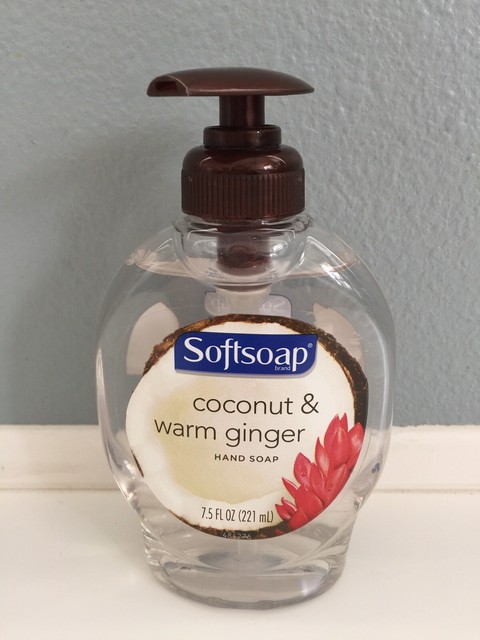 Softsoap®
brand
coconut &
warm ginger
HAND SOAP
7.5 FL OZ (221 mL)